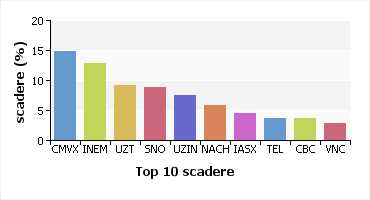 20
15
10
5
0
scadere (%)
CMVX INEM UZT SNO UZIN NACH IASX TEL CBC VNC
Top 10 scadere